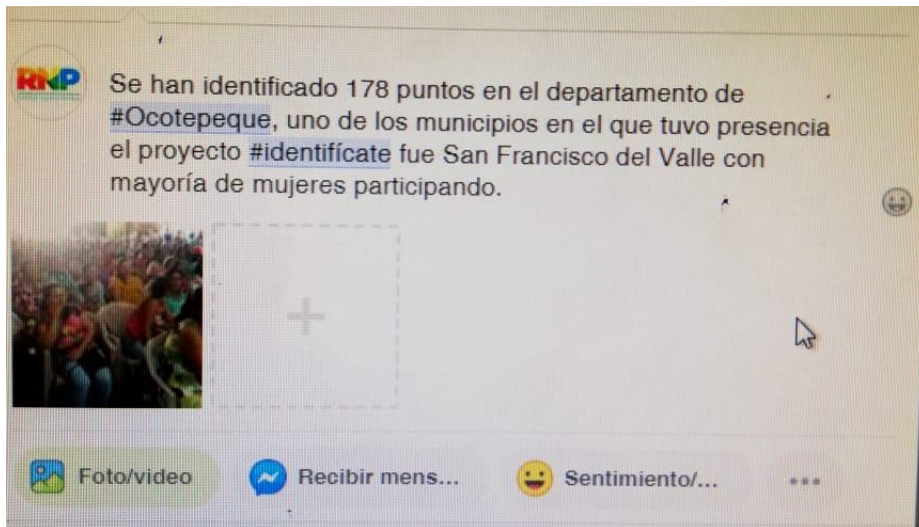 RNP
Se han identificado 178 puntos en el departamento de
#Ocotepeque, uno de los municipios en el que tuvo presencia
el proyecto #identifícate fue San Francisco del Valle con
mayoría de mujeres participando.
Foto/video
Recibir mens...
Sentimiento/...